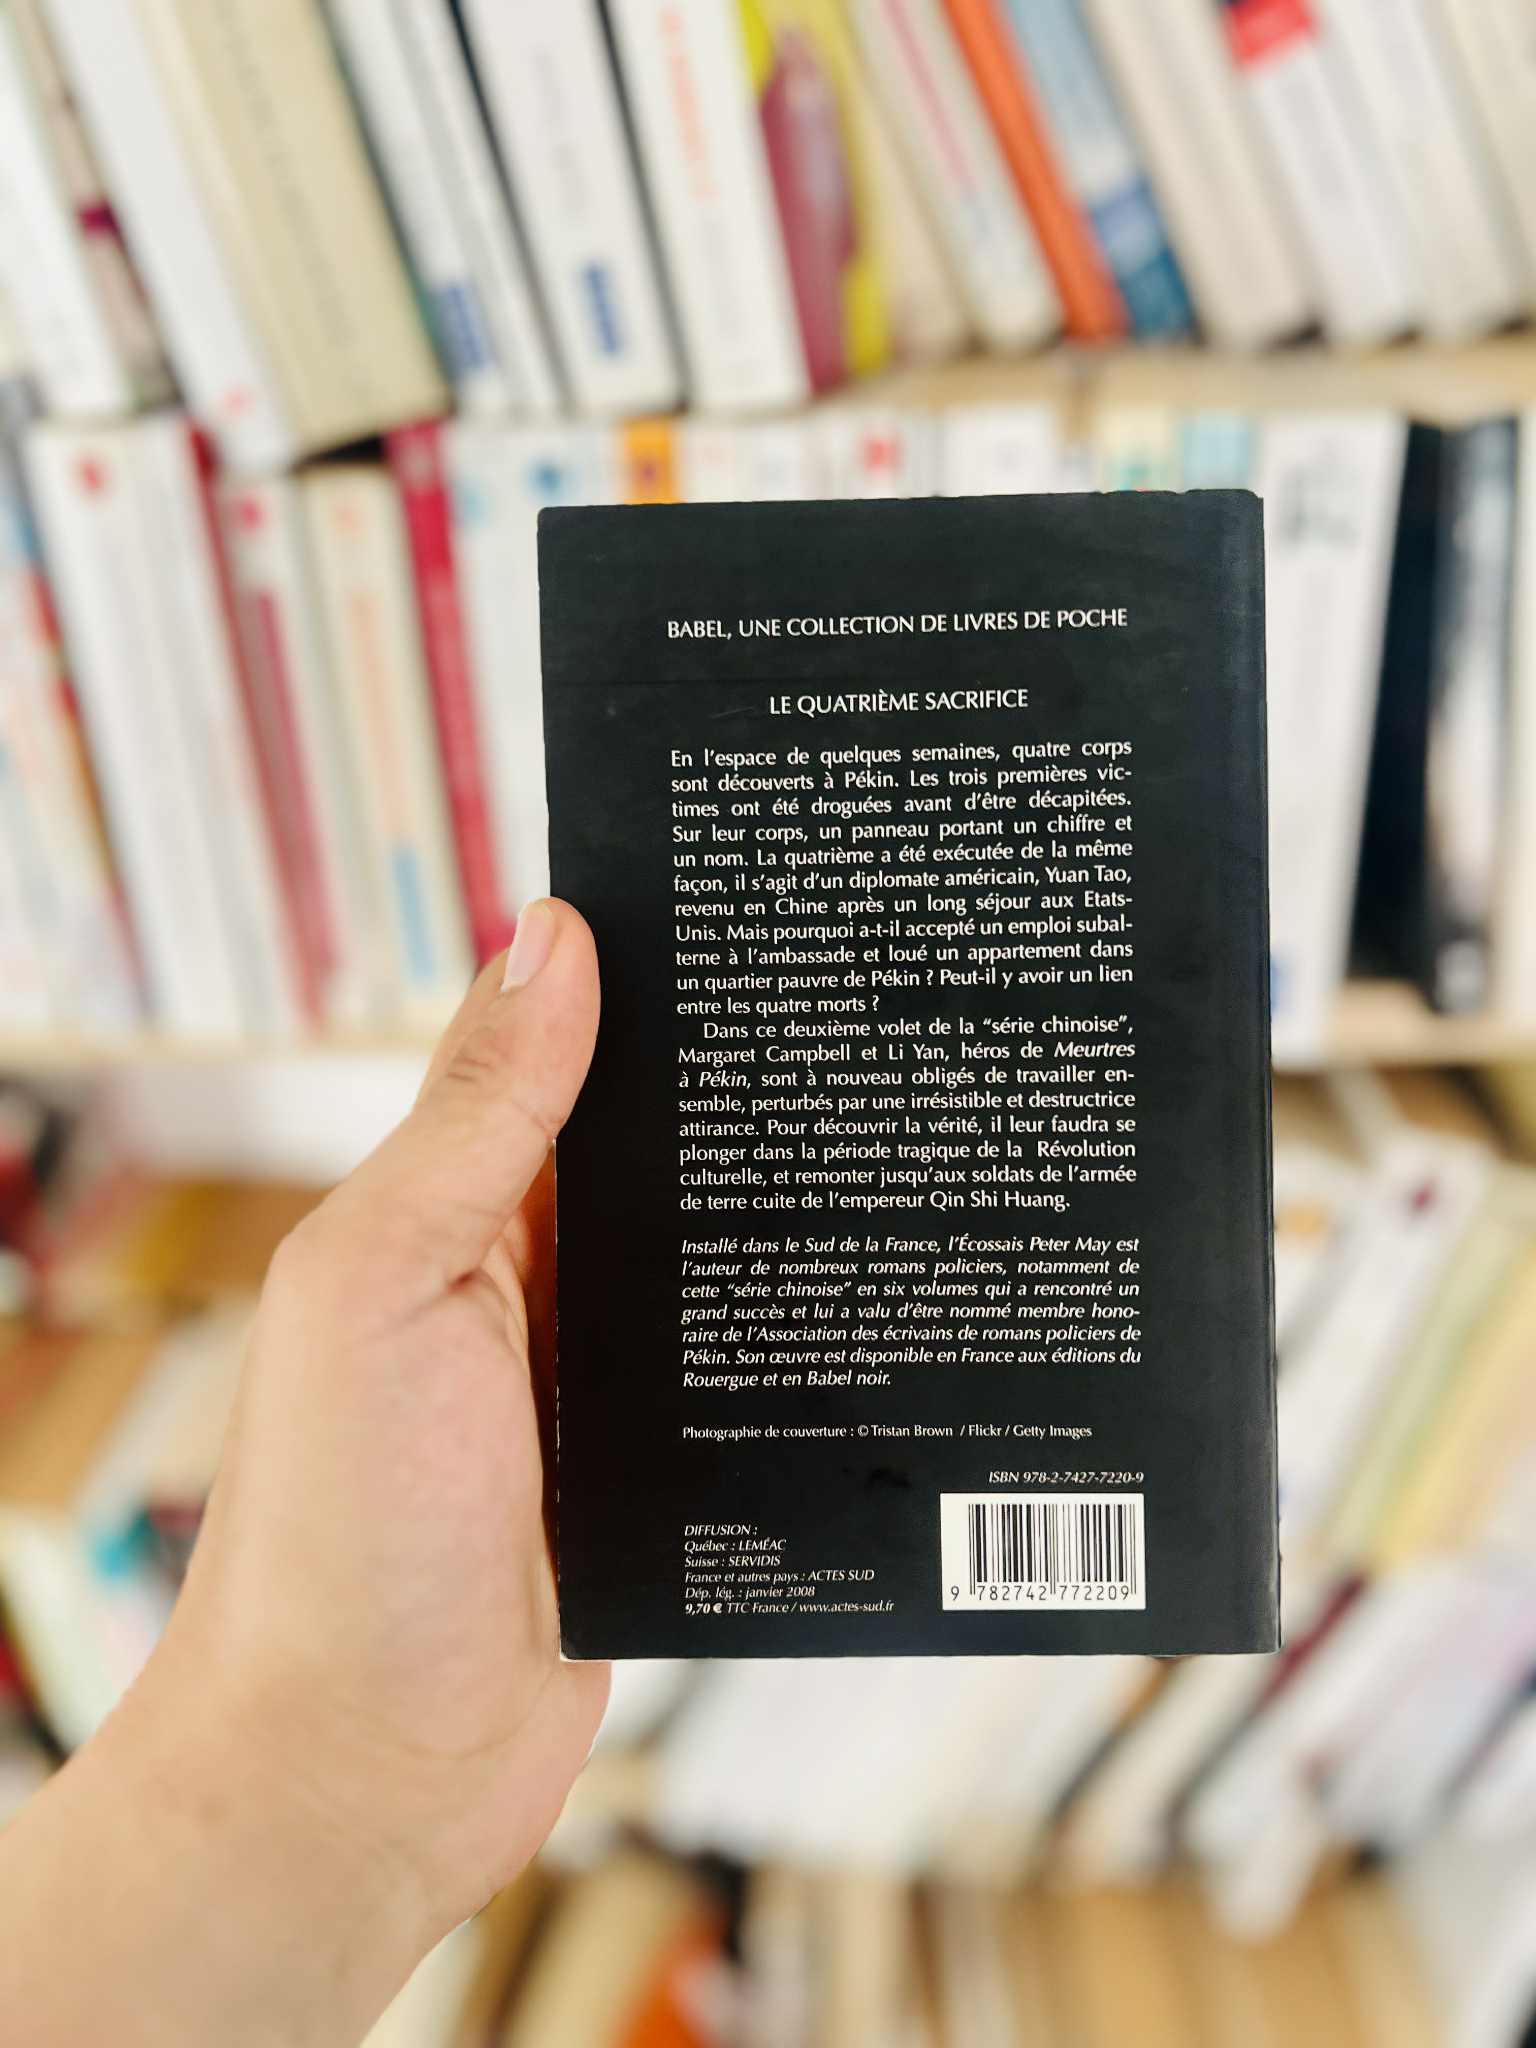 BABEL, UNE COLLECTION DE LIVRES DE POCHE
LE QUATRIÈME SACRIFICE
En l'espace de quelques semaines, quatre corps
sont découverts à Pékin. Les trois premières vic-
times ont été droguées avant d'être décapitées.
Sur leur corps, un panneau portant un chiffre et
un nom. La quatrième a été exécutée de la même
façon, il s'agit d'un diplomate américain, Yuan Tao,
revenu en Chine après un long séjour aux Etats-
Unis. Mais pourquoi a-t-il accepté un emploi subal-
terne à l'ambassade et loué un appartement dans
un quartier pauvre de Pékin ? Peut-il y avoir un lien
entre les quatre morts ?
Dans ce deuxième volet de la “série chinoise”,
Margaret Campbell et Li Yan, héros de Meurtres
à Pékin, sont à nouveau obligés de travailler en-
semble, perturbés par une irrésistible et destructrice
attirance. Pour découvrir la vérité, il leur faudra se
plonger dans la période tragique de la Révolution
culturelle, et remonter jusqu'aux soldats de l'armée
de terre cuite de l'empereur Qin Shi Huang.
Installé dans le Sud de la France, l'Écossais Peter May est
l'auteur de nombreux romans policiers, notamment de
cette “série chinoise” en six volumes qui a rencontré un
grand succès et lui a valu d'être nommé membre hono-
raire de l'Association des écrivains de romans policiers de
Pékin. Son œuvre est disponible en France aux éditions du
Rouergue et en Babel noir.
Photographie de couverture : © Tristan Brown / Flickr / Getty Images
ISBN 978-2-7427-7220-9
DIFFUSION :
Québec : LEMÉAC
Suisse : SERVIDIS
France et autres pays : ACTES SUD
Dép. lég. : janvier 2008
9,70 € TTC France / www.actes-sud.fr
9 782742 772209